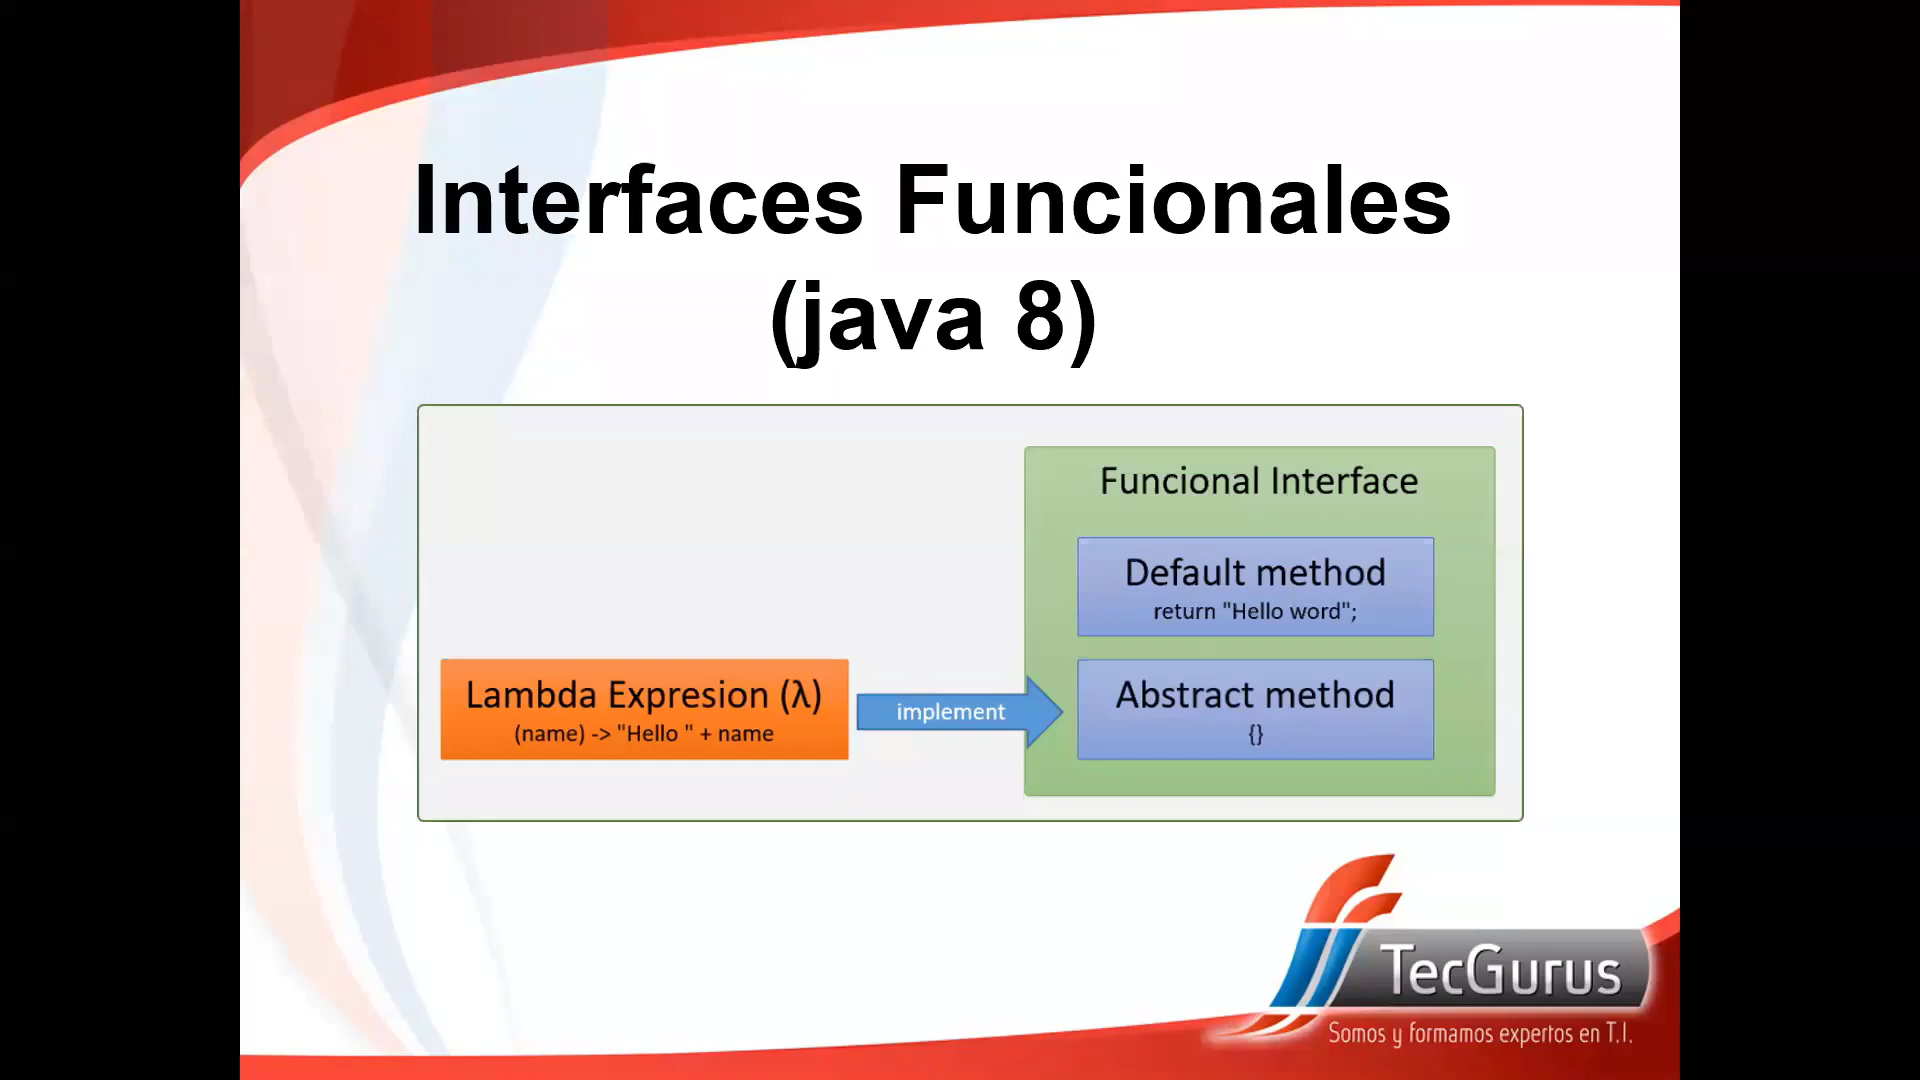 Interfaces Funcionales
(java 8)
Funcional Interface
Default method
return "Hello word";
Lambda Expresion (λ)
(name) -> "Hello " + name
implement
Abstract method
{}
TecGurus
Somos y formamos expertos en T.I.